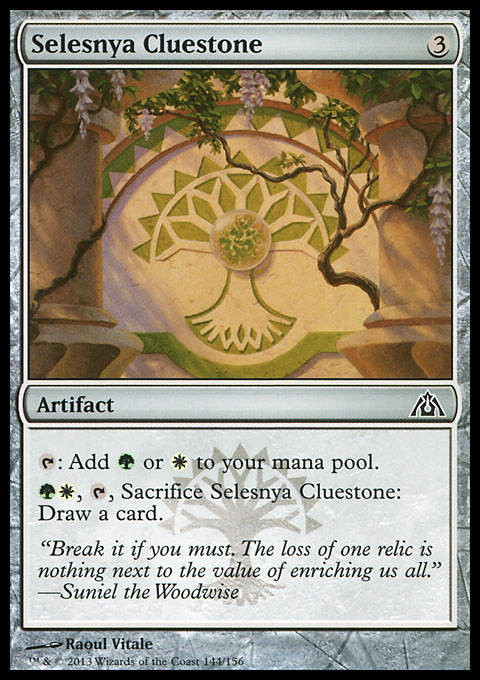 Selesnya Cluestone 3
Artifact
: Add or to your mana pool.
, , Sacrifice Selesnya Cluestone:
Draw a card.
“Break it if you must. The loss of one relic is
nothing next to the value of enriching us all.”
—Suniel the Woodwise
Raoul Vitale
™ & © 2013 Wizards of the Coast 144/156